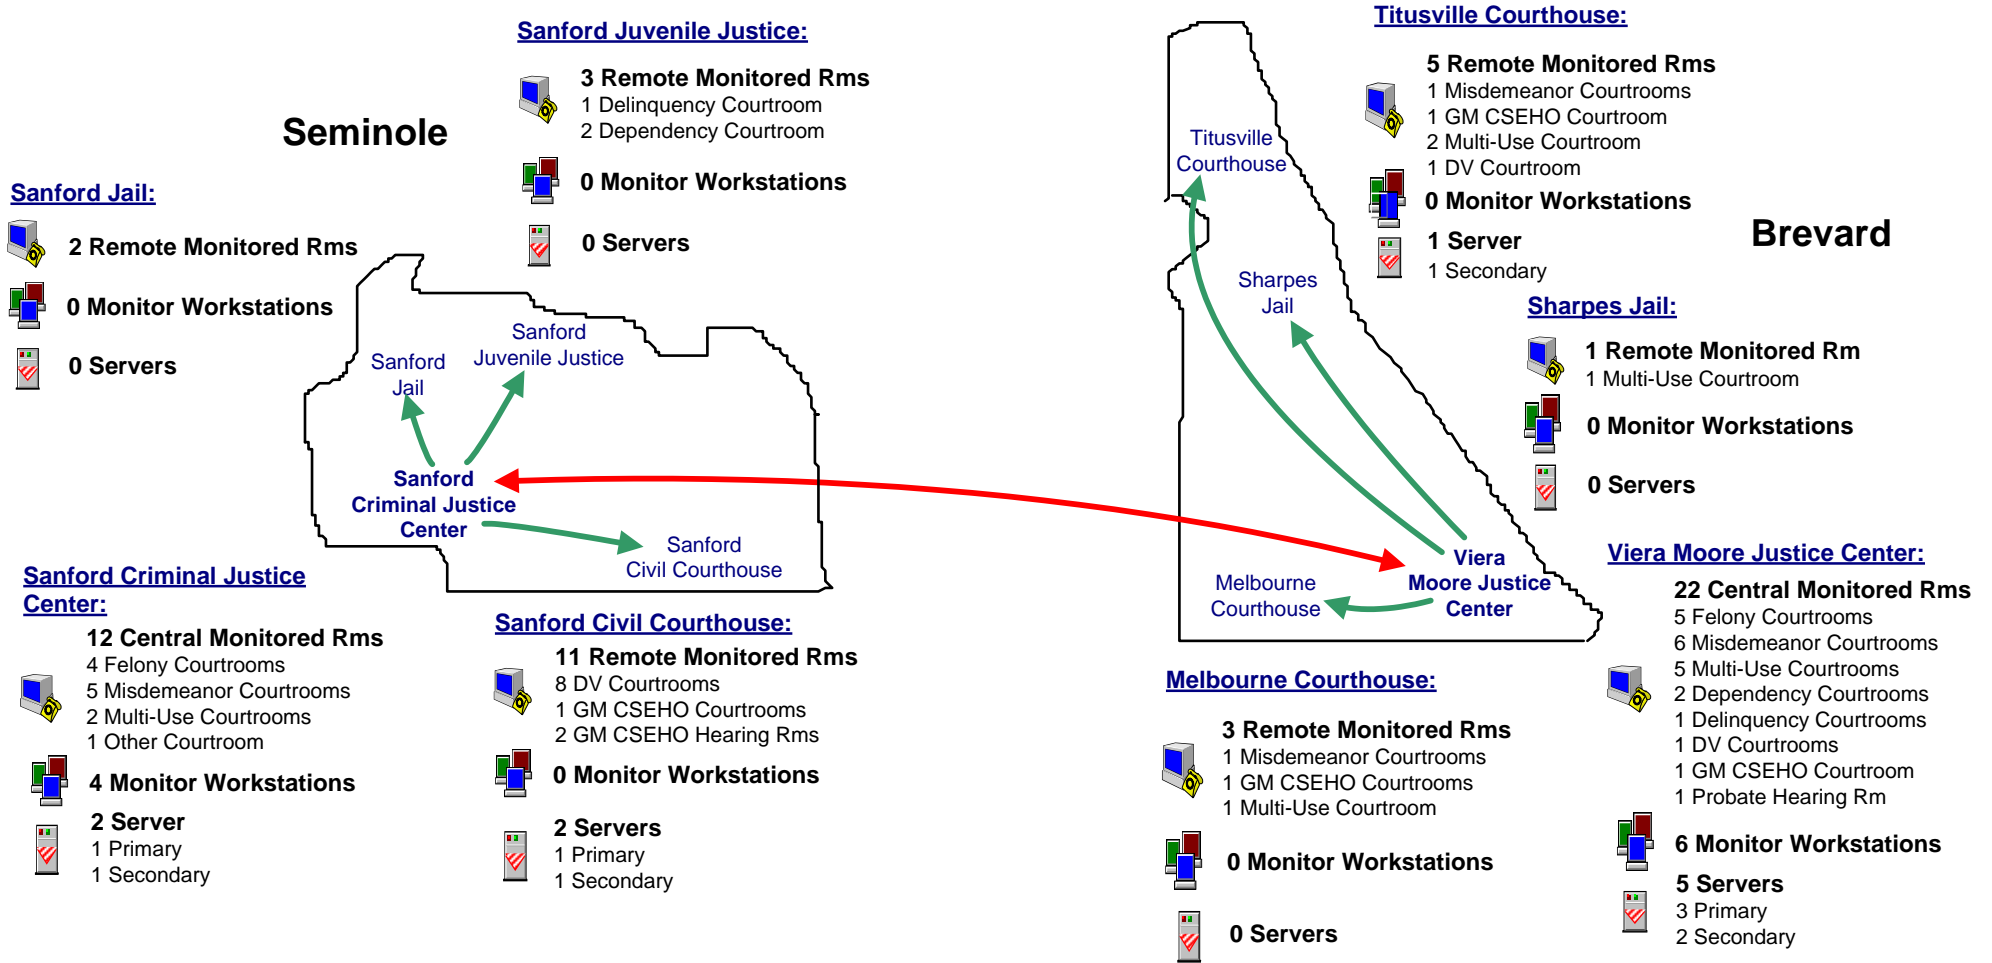 Seminole
Sanford Jail:
2 Remote Monitored Rms
0 Monitor Workstations
0 Servers
Sanford Juvenile Justice:
3 Remote Monitored Rms
1 Delinquency Courtroom
2 Dependency Courtroom
0 Monitor Workstations
0 Servers
Sanford
Jail
Sanford
Juvenile Justice
Sanford
Criminal Justice
Center
Sanford
Civil Courthouse
Sanford Criminal Justice
Center:
12 Central Monitored Rms
4 Felony Courtrooms
5 Misdemeanor Courtrooms
2 Multi-Use Courtrooms
1 Other Courtroom
4 Monitor Workstations
2 Server
1 Primary
1 Secondary
Sanford Civil Courthouse:
11 Remote Monitored Rms
8 DV Courtrooms
1 GM CSEHO Courtrooms
2 GM CSEHO Hearing Rms
0 Monitor Workstations
2 Servers
1 Primary
1 Secondary
Brevard
Titusville Courthouse:
5 Remote Monitored Rms
1 Misdemeanor Courtrooms
1 GM CSEHO Courtroom
2 Multi-Use Courtroom
1 DV Courtroom
0 Monitor Workstations
1 Server
1 Secondary
Titusville
Courthouse
Sharpes
Jail
Melbourne
Courthouse
Viera
Moore Justice
Center
Sharpes Jail:
1 Remote Monitored Rm
1 Multi-Use Courtroom
0 Monitor Workstations
0 Servers
Melbourne Courthouse:
3 Remote Monitored Rms
1 Misdemeanor Courtrooms
1 GM CSEHO Courtrooms
1 Multi-Use Courtroom
0 Monitor Workstations
0 Servers
Viera Moore Justice Center:
22 Central Monitored Rms
5 Felony Courtrooms
6 Misdemeanor Courtrooms
5 Multi-Use Courtrooms
2 Dependency Courtrooms
1 Delinquency Courtrooms
1 DV Courtrooms
1 GM CSEHO Courtroom
1 Probate Hearing Rm
6 Monitor Workstations
5 Servers
3 Primary
2 Secondary